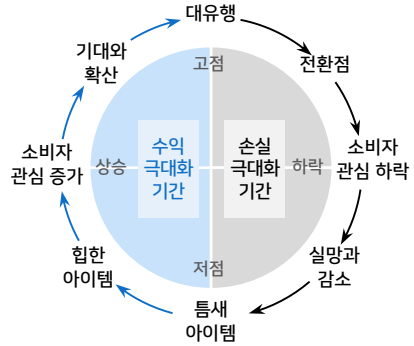 대유행
전환점
소비자
관심 하락
실망과
감소
틈새
아이템
힙한
아이템
소비자
관심 증가
기대와
확산
고점
상승
하락
저점
수익
극대화
기간
손실
극대화
기간